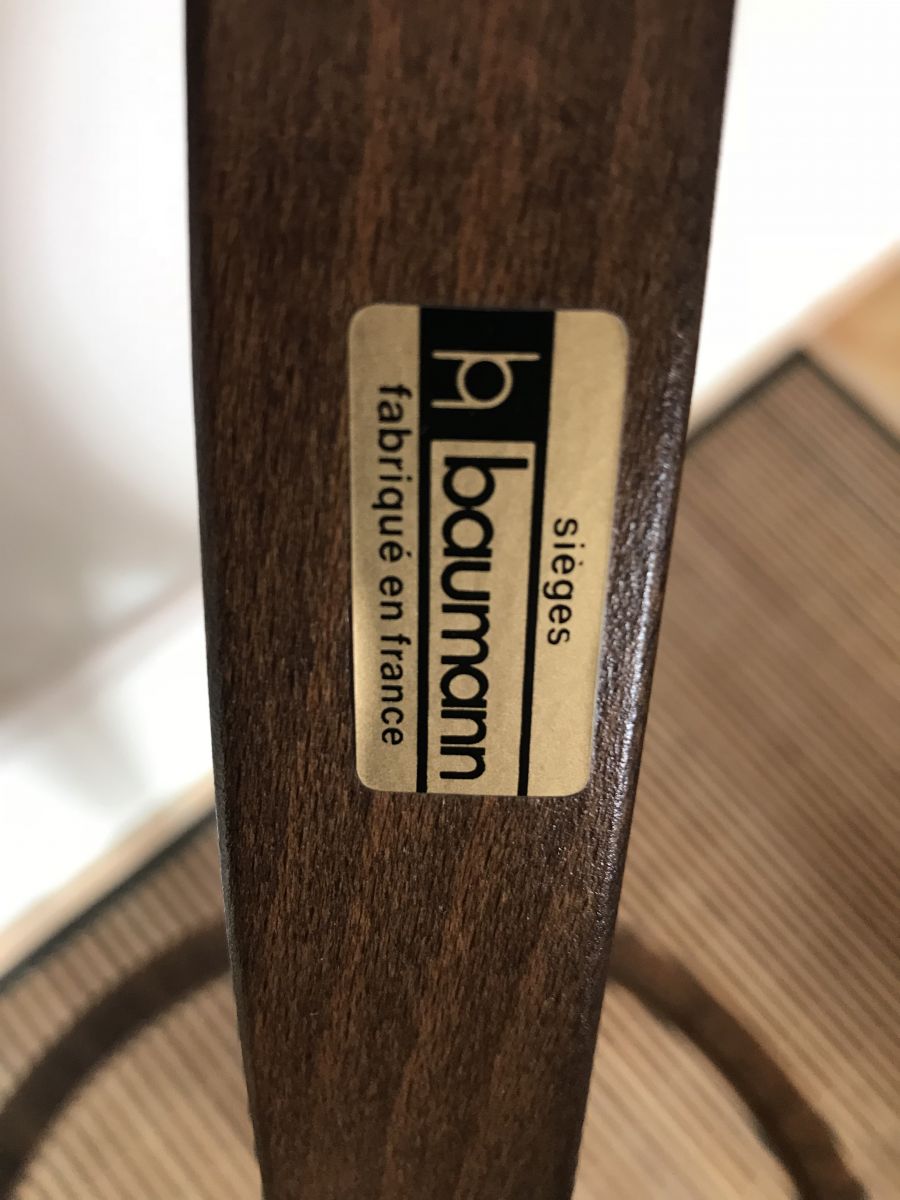 sièges
baumann
fabriqué en france